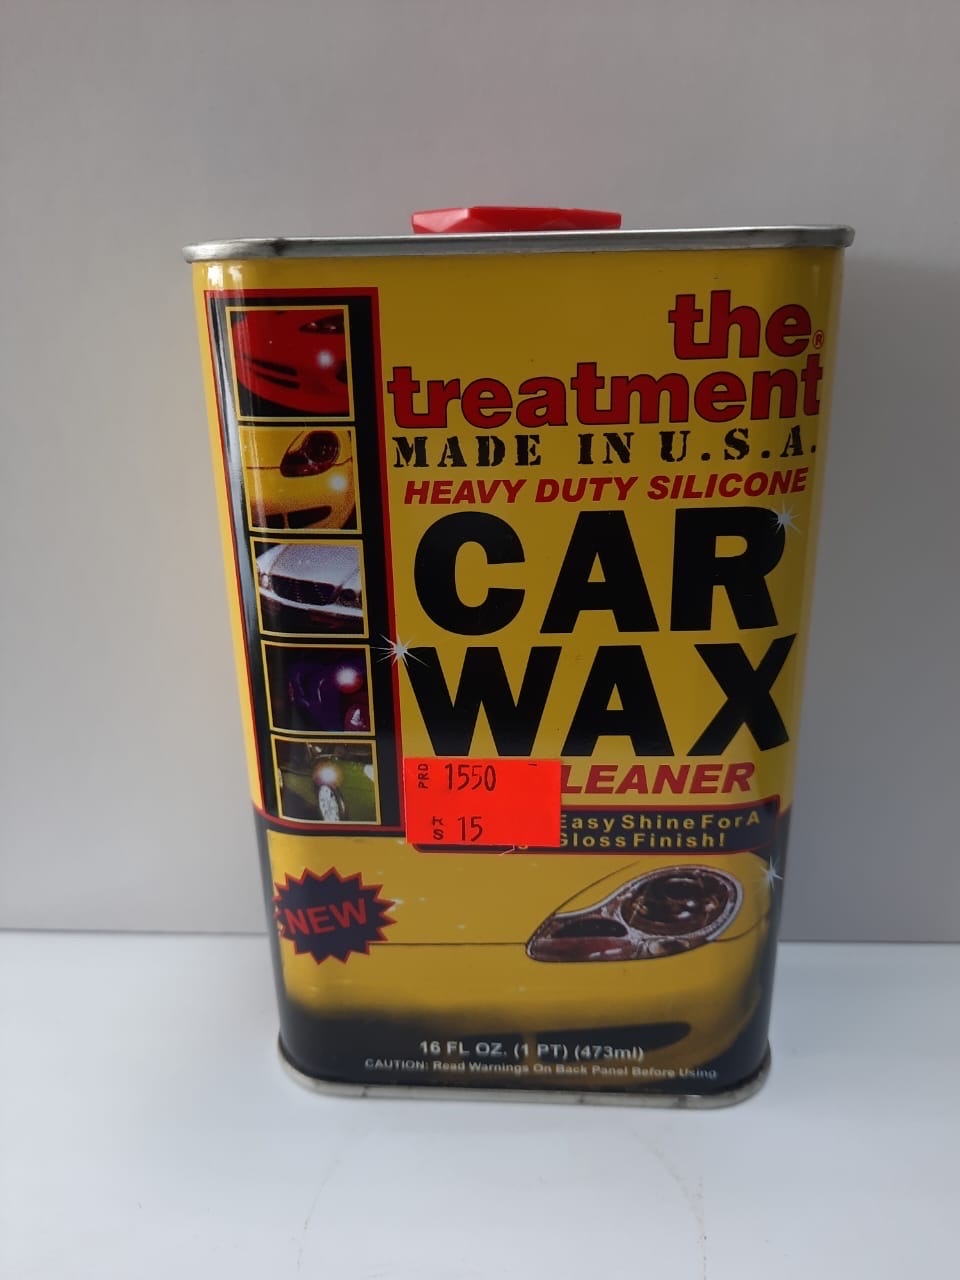 the®
treatment
MADE IN U.S.A.
HEAVY DUTY SILICONE
CAR
WAX
LEANER
PRD 1550
RS 15
Easy Shine For A
Gloss Finish!
NEW
16 FL OZ. (1 PT) (473ml)
CAUTION: Read Warnings On Back Panel Before Using